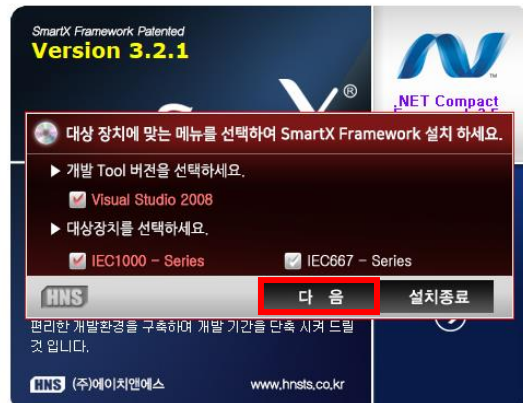 SmartX Framework Patented
Version 3.2.1
.NET Compact
대상 장치에 맞는 메뉴를 선택하여 SmartX Framework 설치 하세요.
▶ 개발 Tool 버전을 선택하세요.
Visual Studio 2008
▶ 대상장치를 선택하세요.
IEC1000 - Series
IEC667 - Series
HNS
다 음
설치종료
편리한 개발환경을 구축하여 개발 기간을 단축 시켜 드릴
것 입니다.
HNS (주)에이치앤에스
www.hnsts.co.kr